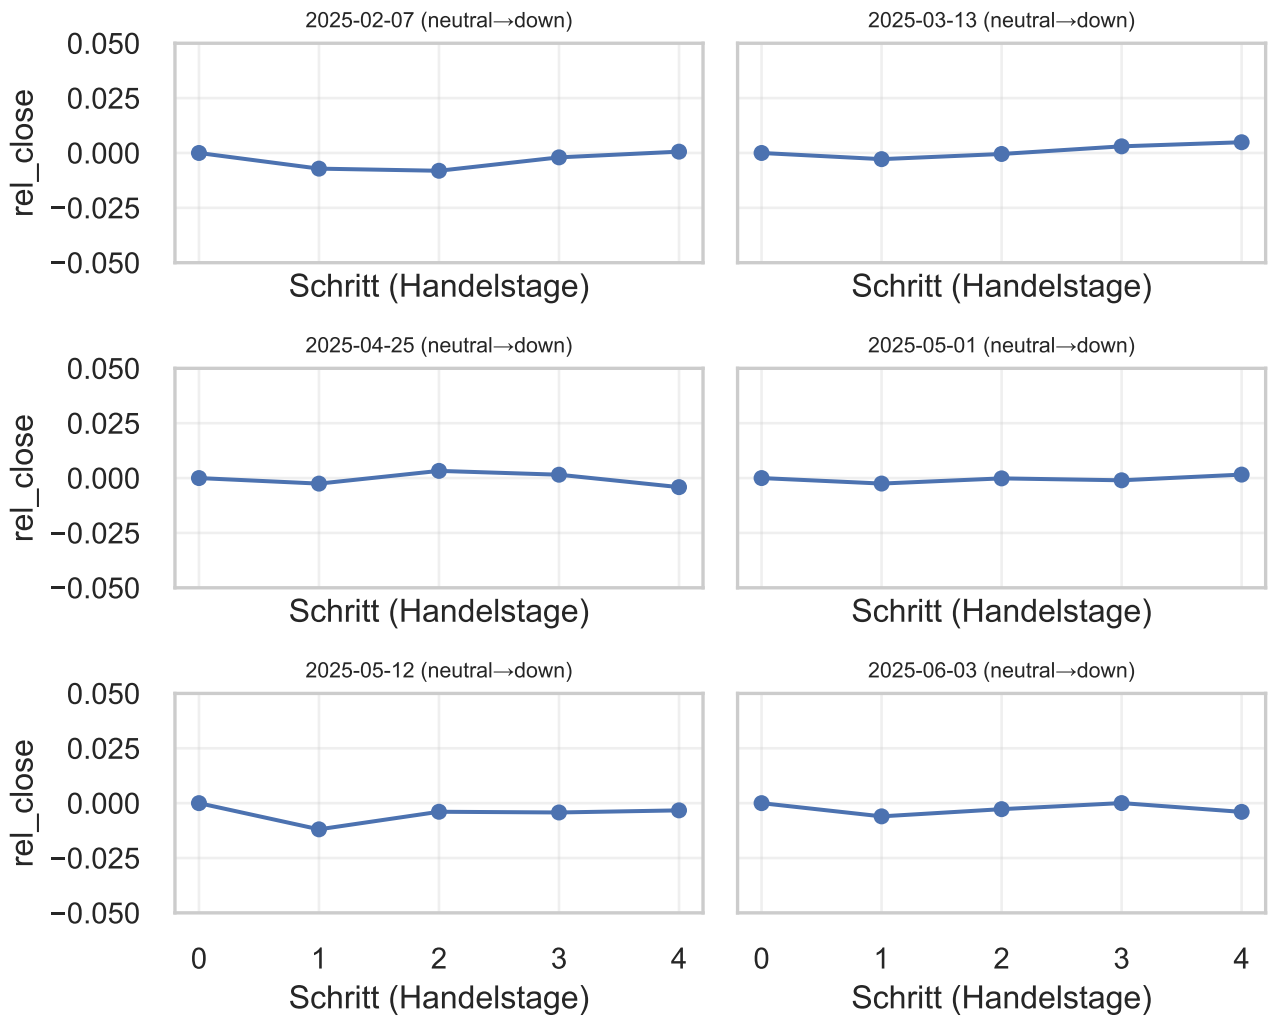 2025-02-07 (neutral→down)
2025-03-13 (neutral→down)
0.050
0.025
0.000
−0.025
−0.050
rel_close
Schritt (Handelstage)
Schritt (Handelstage)
2025-04-25 (neutral→down)
2025-05-01 (neutral→down)
0.050
0.025
0.000
−0.025
−0.050
rel_close
Schritt (Handelstage)
Schritt (Handelstage)
2025-05-12 (neutral→down)
2025-06-03 (neutral→down)
0.050
0.025
0.000
−0.025
−0.050
rel_close
0 1 2 3 4
0 1 2 3 4
Schritt (Handelstage)
Schritt (Handelstage)